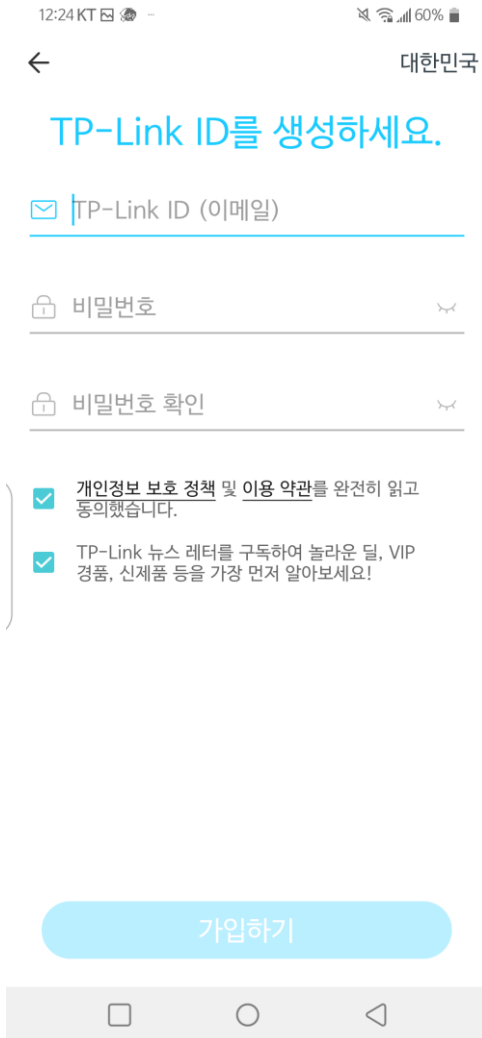 12:24 KT 60%
대한민국
TP-Link ID를 생성하세요.
TP-Link ID (이메일)
비밀번호
비밀번호 확인
개인정보 보호 정책 및 이용 약관를 완전히 읽고
동의했습니다.
TP-Link 뉴스 레터를 구독하여 놀라운 딜, VIP
경품, 신제품 등을 가장 먼저 알아보세요!
가입하기